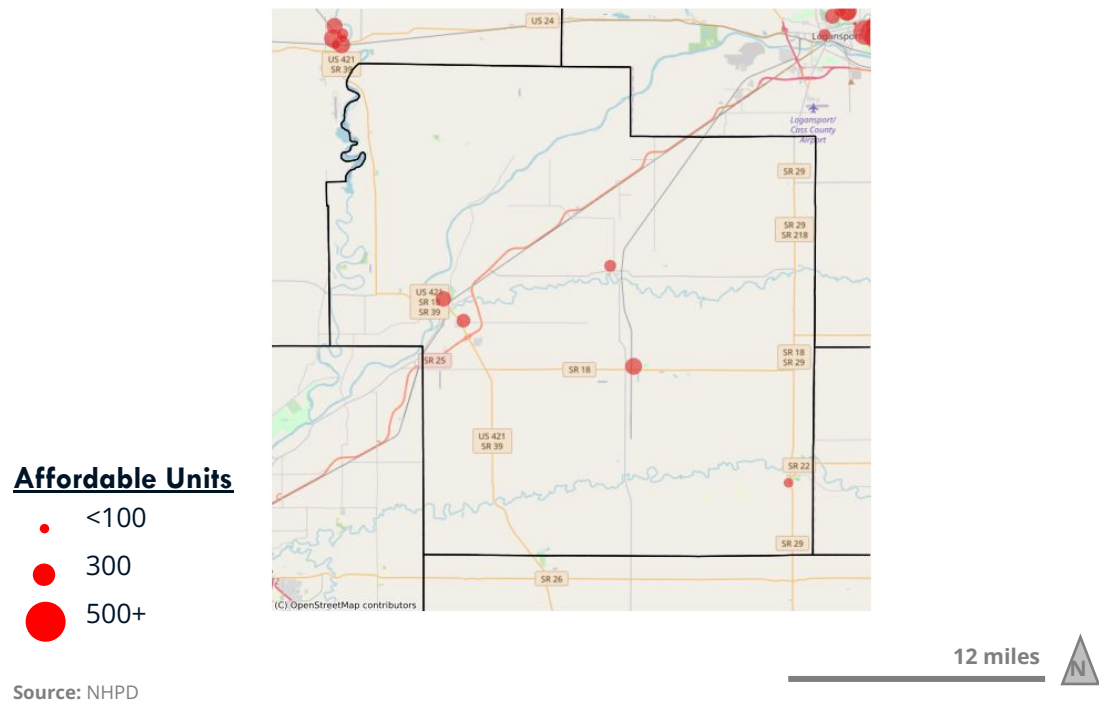 US 24
Logansport
US 421
SR 39
Logansport/
Cass County
Airport
SR 29
SR 29
SR 218
US 421
SR 18
SR 39
SR 25
SR 18
SR 18
SR 29
US 421
SR 39
SR 22
SR 29
SR 26
(C) OpenStreetMap contributors
Affordable Units
<100
300
500+
12 miles
N
Source: NHPD